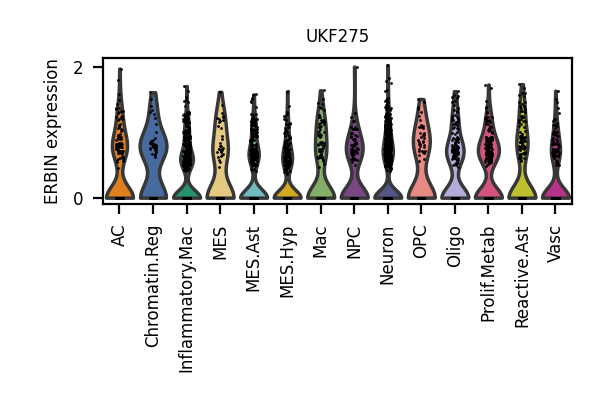 UKF275
ERBIN expression
2
0
AC
Chromatin.Reg
Inflammatory.Mac
MES
MES.Ast
MES.Hyp
Mac
NPC
Neuron
OPC
Oligo
Prolif.Metab
Reactive.Ast
Vasc